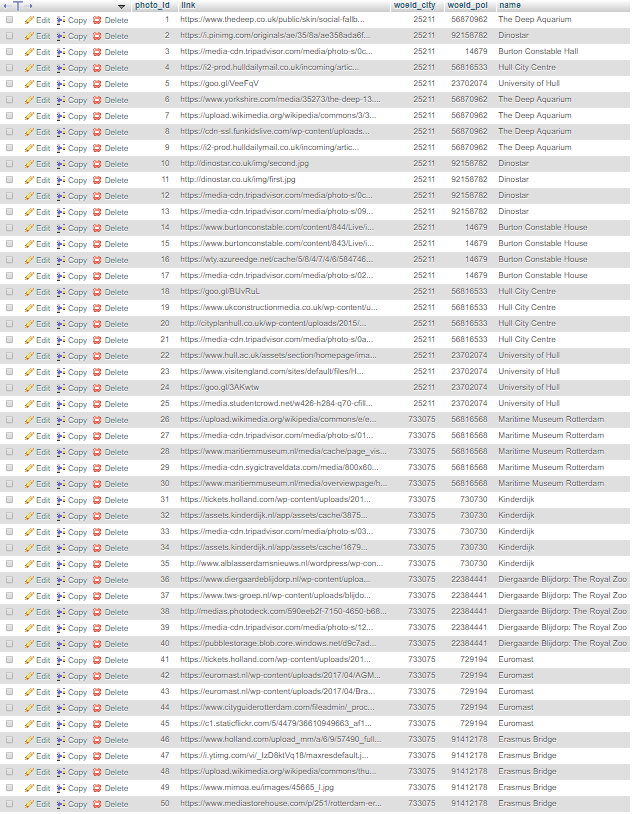 photo_id link woeid_city woeid_poi name
Edit Copy Delete 1 https://www.thedeep.co.uk/public/skin/social-fallb... 25211 56870962 The Deep Aquarium
Edit Copy Delete 2 https://i.pinimg.com/originals/ae/35/8a/ae358ada6f... 25211 92158782 Dinostar
Edit Copy Delete 3 https://media-cdn.tripadvisor.com/media/photo-s/0c... 25211 14679 Burton Constable Hall
Edit Copy Delete 4 https://i2-prod.hulldailymail.co.uk/incoming/artic... 25211 56816533 Hull City Centre
Edit Copy Delete 5 https://goo.gl/VeeFqV 25211 23702074 University of Hull
Edit Copy Delete 6 https://www.yorkshire.com/media/35273/the-deep-13.... 25211 56870962 The Deep Aquarium
Edit Copy Delete 7 https://upload.wikimedia.org/wikipedia/commons/3/3... 25211 56870962 The Deep Aquarium
Edit Copy Delete 8 https://cdn-ssl.funkidslive.com/wp-content/uploads... 25211 56870962 The Deep Aquarium
Edit Copy Delete 9 https://i2-prod.hulldailymail.co.uk/incoming/artic... 25211 56870962 The Deep Aquarium
Edit Copy Delete 10 http://dinostar.co.uk/img/second.jpg 25211 92158782 Dinostar
Edit Copy Delete 11 http://dinostar.co.uk/img/first.jpg 25211 92158782 Dinostar
Edit Copy Delete 12 https://media-cdn.tripadvisor.com/media/photo-s/0c... 25211 92158782 Dinostar
Edit Copy Delete 13 https://media-cdn.tripadvisor.com/media/photo-s/09... 25211 92158782 Dinostar
Edit Copy Delete 14 https://www.burtonconstable.com/content/844/Live/i... 25211 14679 Burton Constable House
Edit Copy Delete 15 https://www.burtonconstable.com/content/843/Live/i... 25211 14679 Burton Constable House
Edit Copy Delete 16 https://wty.azureedge.net/cache/5/8/4/7/4/6/584746... 25211 14679 Burton Constable House
Edit Copy Delete 17 https://media-cdn.tripadvisor.com/media/photo-s/02... 25211 14679 Burton Constable House
Edit Copy Delete 18 https://goo.gl/BUvRuL 25211 56816533 Hull City Centre
Edit Copy Delete 19 https://www.ukconstructionmedia.co.uk/wp-content/u... 25211 56816533 Hull City Centre
Edit Copy Delete 20 http://cityplanhull.co.uk/wp-content/uploads/2015/... 25211 56816533 Hull City Centre
Edit Copy Delete 21 https://media-cdn.tripadvisor.com/media/photo-s/0a... 25211 56816533 Hull City Centre
Edit Copy Delete 22 https://www.hull.ac.uk/assets/section/homepage/ima... 25211 23702074 University of Hull
Edit Copy Delete 23 https://www.visitengland.com/sites/default/files/H... 25211 23702074 University of Hull
Edit Copy Delete 24 https://goo.gl/3AKwtw 25211 23702074 University of Hull
Edit Copy Delete 25 https://media.studentcrowd.net/w426-h284-q70-cfill... 25211 23702074 University of Hull
Edit Copy Delete 26 https://upload.wikimedia.org/wikipedia/commons/e/e... 733075 56816568 Maritime Museum Rotterdam
Edit Copy Delete 27 https://media-cdn.tripadvisor.com/media/photo-s/01... 733075 56816568 Maritime Museum Rotterdam
Edit Copy Delete 28 https://www.maritiemmuseum.nl/media/cache/page_vis... 733075 56816568 Maritime Museum Rotterdam
Edit Copy Delete 29 https://media-cdn.sygictraveldata.com/media/800x60... 733075 56816568 Maritime Museum Rotterdam
Edit Copy Delete 30 https://www.maritiemmuseum.nl/media/overviewpage/h... 733075 56816568 Maritime Museum Rotterdam
Edit Copy Delete 31 https://tickets.holland.com/wp-content/uploads/201... 733075 730730 Kinderdijk
Edit Copy Delete 32 https://assets.kinderdijk.nl/app/assets/cache/3875... 733075 730730 Kinderdijk
Edit Copy Delete 33 https://media-cdn.tripadvisor.com/media/photo-s/03... 733075 730730 Kinderdijk
Edit Copy Delete 34 https://assets.kinderdijk.nl/app/assets/cache/1679... 733075 730730 Kinderdijk
Edit Copy Delete 35 http://www.alblasserdamsnieuws.nl/wordpress/wp-con... 733075 730730 Kinderdijk
Edit Copy Delete 36 https://www.diergaardeblijdorp.nl/wp-content/uploa... 733075 22384441 Diergaarde Blijdorp: The Royal Zoo
Edit Copy Delete 37 https://www.tws-groep.nl/wp-content/uploads/blijdo... 733075 22384441 Diergaarde Blijdorp: The Royal Zoo
Edit Copy Delete 38 http://medias.photodeck.com/590eeb2f-7150-4650-b68... 733075 22384441 Diergaarde Blijdorp: The Royal Zoo
Edit Copy Delete 39 https://media-cdn.tripadvisor.com/media/photo-s/12... 733075 22384441 Diergaarde Blijdorp: The Royal Zoo
Edit Copy Delete 40 https://pubblestorage.blob.core.windows.net/d9c7ad... 733075 22384441 Diergaarde Blijdorp: The Royal Zoo
Edit Copy Delete 41 https://tickets.holland.com/wp-content/uploads/201... 733075 729194 Euromast
Edit Copy Delete 42 https://euromast.nl/wp-content/uploads/2017/04/AGM... 733075 729194 Euromast
Edit Copy Delete 43 https://euromast.nl/wp-content/uploads/2017/04/Bra... 733075 729194 Euromast
Edit Copy Delete 44 https://www.cityguiderotterdam.com/fileadmin/_proc... 733075 729194 Euromast
Edit Copy Delete 45 https://c1.staticflickr.com/5/4479/36610949663_af1... 733075 729194 Euromast
Edit Copy Delete 46 https://www.holland.com/upload_mm/a/6/9/57490_full... 733075 91412178 Erasmus Bridge
Edit Copy Delete 47 https://i.ytimg.com/vi/_IzD8ktVq18/maxresdefault.j... 733075 91412178 Erasmus Bridge
Edit Copy Delete 48 https://upload.wikimedia.org/wikipedia/commons/thu... 733075 91412178 Erasmus Bridge
Edit Copy Delete 49 https://www.mimoa.eu/images/45665_l.jpg 733075 91412178 Erasmus Bridge
Edit Copy Delete 50 https://www.mediastorehouse.com/p/251/rotterdam-er... 733075 91412178 Erasmus Bridge